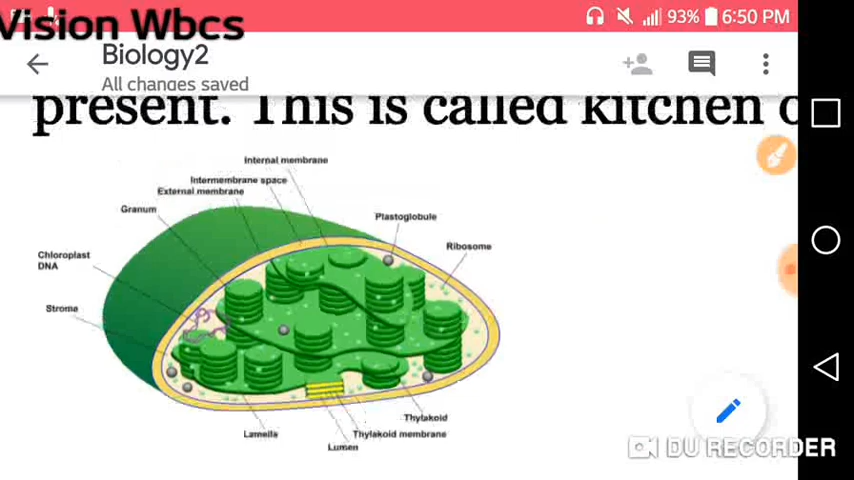 Vision Wbcs
93% 6:50 PM
Biology2
All changes saved
present. This is called kitchen
Internal membrane
Intermembrane space
External membrane
Granum
Plastoglobule
Ribosome
Chloroplast
DNA
Stroma
Thylakoid
Lamella
Thylakoid membrane
Lumen
DU RECORDER